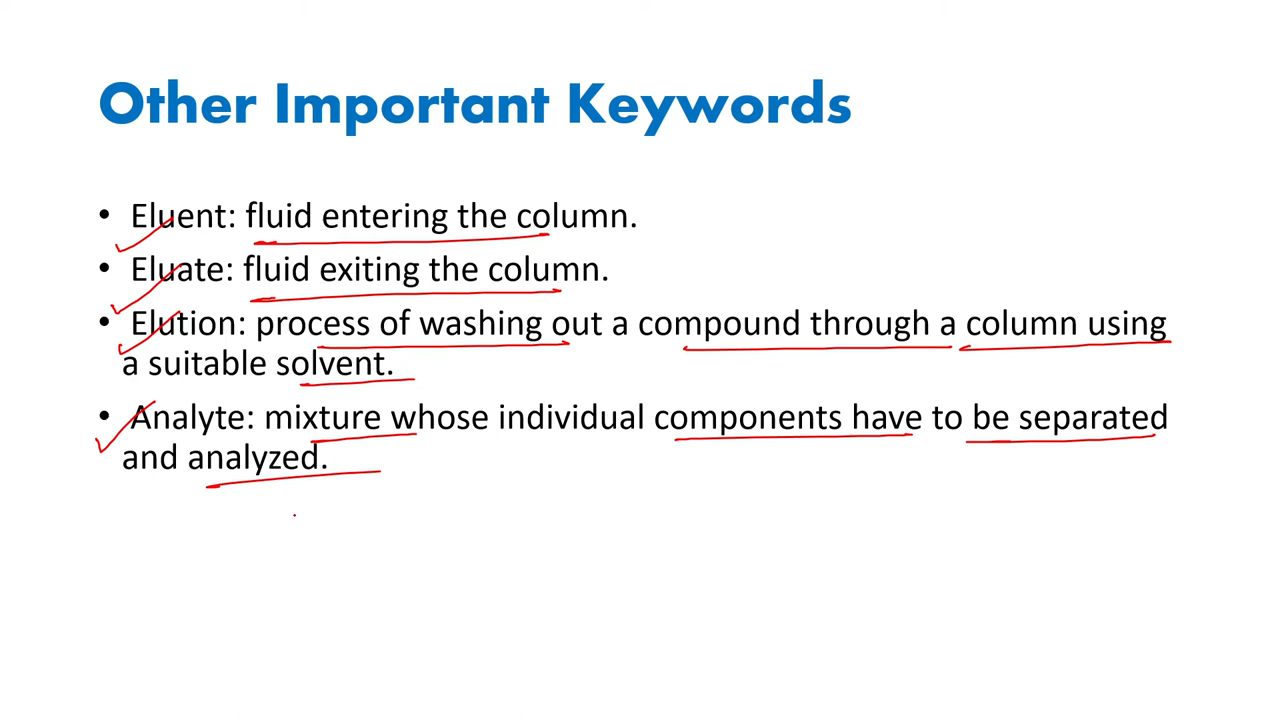 Other Important Keywords
• Eluent: fluid entering the column.
• Eluate: fluid exiting the column.
• Elution: process of washing out a compound through a column using
a suitable solvent.
• Analyte: mixture whose individual components have to be separated
and analyzed.